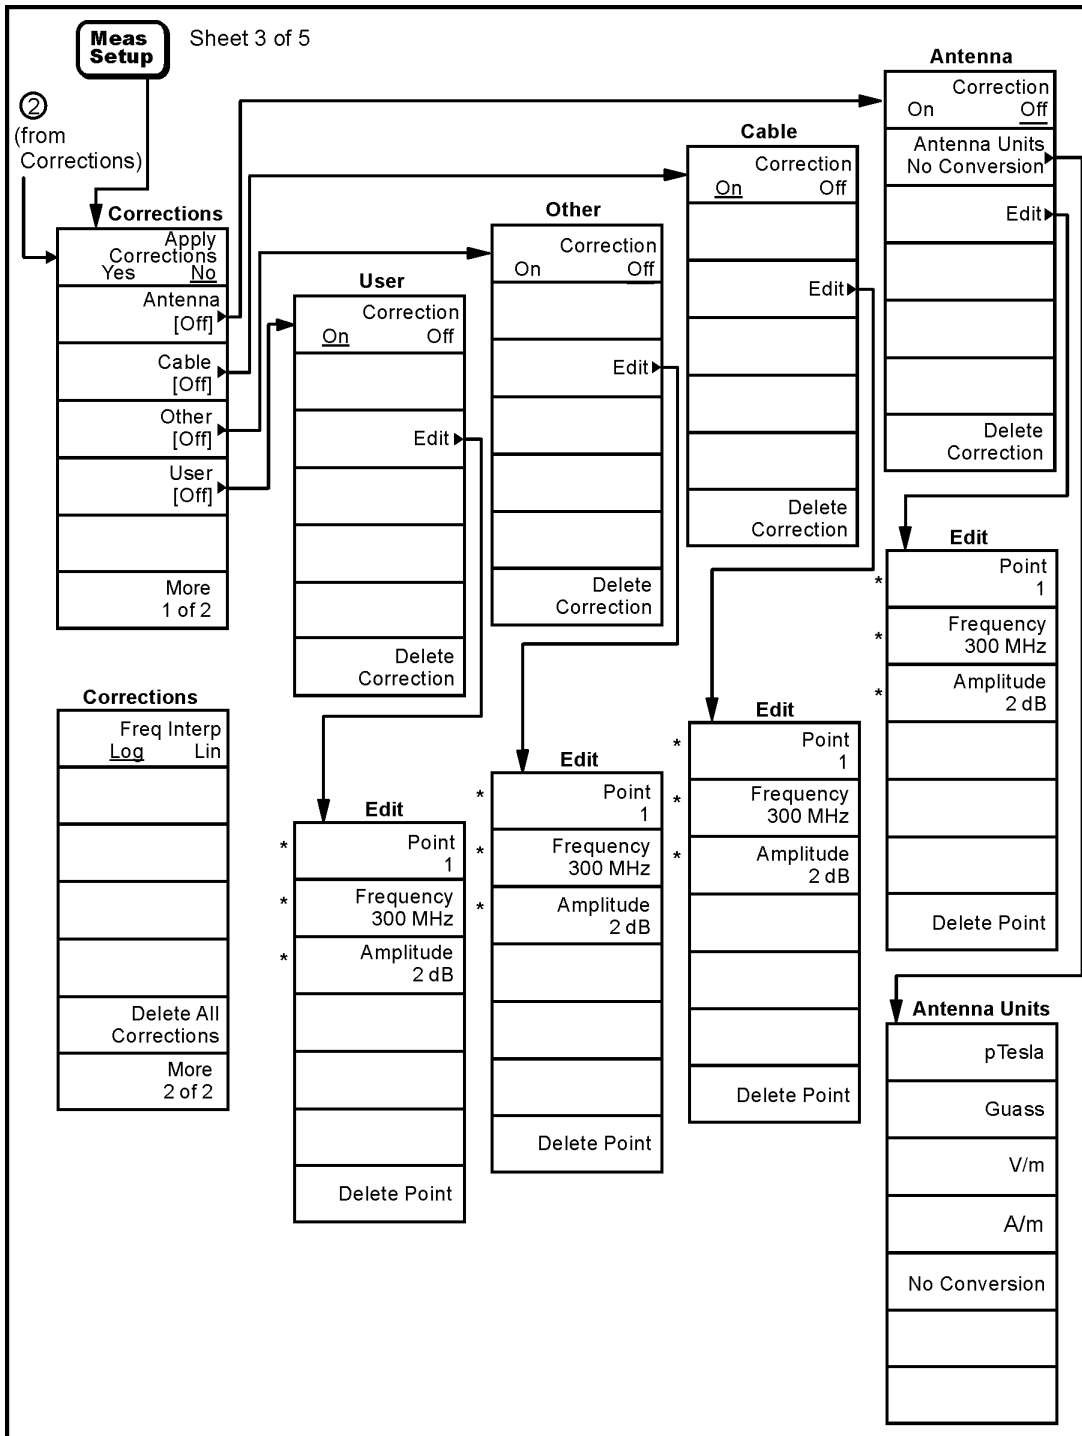 Meas
Setup
Sheet 3 of 5
2
(from
Corrections)
Corrections
Apply
Corrections
Yes No
Antenna
[Off]
Cable
[Off]
Other
[Off]
User
[Off]
More
1 of 2
Corrections
Freq Interp
Log Lin
Delete All
Corrections
More
2 of 2
User
Correction
On Off
Edit
Delete
Correction
Edit
* Point
1
* Frequency
300 MHz
* Amplitude
2 dB
Delete Point
Other
Correction
On Off
Edit
Delete
Correction
Edit
* Point
1
* Frequency
300 MHz
* Amplitude
2 dB
Delete Point
Cable
Correction
On Off
Edit
Delete
Correction
Edit
* Point
1
* Frequency
300 MHz
* Amplitude
2 dB
Delete Point
Antenna
Correction
On Off
Antenna Units
No Conversion
Edit
Delete
Correction
Edit
* Point
1
* Frequency
300 MHz
* Amplitude
2 dB
Delete Point
Antenna Units
pTesla
Guass
V/m
A/m
No Conversion